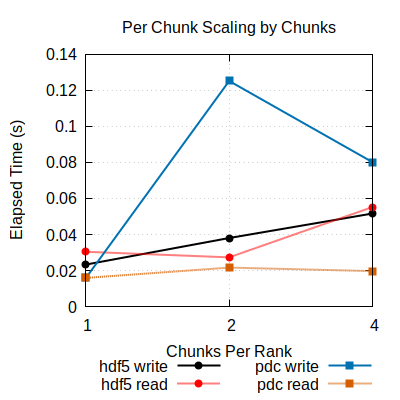 Per Chunk Scaling by Chunks
0.14
0.12
0.1
0.08
0.06
0.04
0.02
0
Elapsed Time (s)
1 2 4
Chunks Per Rank
hdf5 write pdc write
hdf5 read pdc read